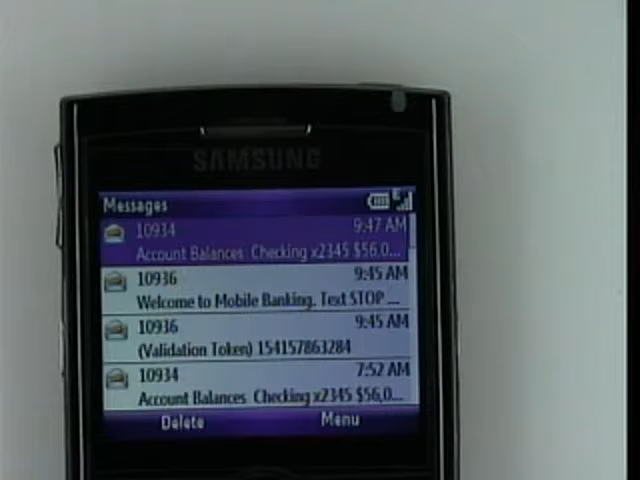 SAMSUNG
Messages
10934 9:47 AM
Account Balances Checking x2345 $56,0...
10936 9:45 AM
Welcome to Mobile Banking. Text STOP ...
10936 9:45 AM
(Validation Token) 154157863284
10934 7:52 AM
Account Balances Checking x2345 $56,0...
Delete Menu